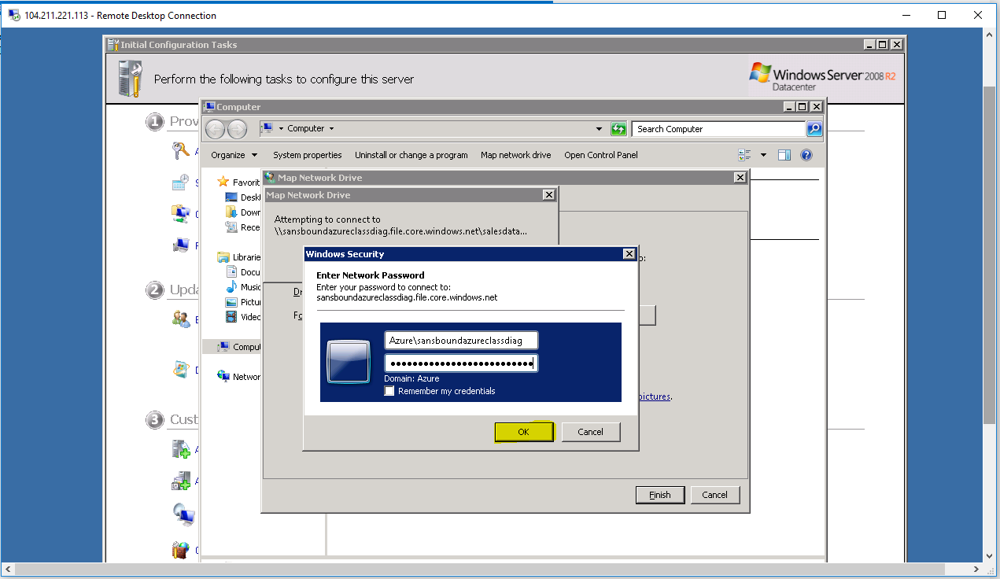 104.211.221.113 - Remote Desktop Connection
Initial Configuration Tasks
Perform the following tasks to configure this server
Windows Server 2008 R2
Datacenter
Computer
1 Prov
Computer
Search Computer
Organize
System properties
Uninstall or change a program
Map network drive
Open Control Panel
Favorit
Deskt
Down
Rece
Librarie
Docu
Music
Pictur
Videc
Comput
Networ
2 Upda
3 Cust
Map Network Drive
Map Network Drive
Attempting to connect to
\\sansboundazureclassdiag.file.core.windows.net\salesdata...
o:
Dr
Fo
pictures.
Windows Security
Enter Network Password
Enter your password to connect to:
sansboundazureclassdiag.file.core.windows.net
Azure\sansboundazureclassdiag
Domain: Azure
Remember my credentials
OK
Cancel
Finish
Cancel